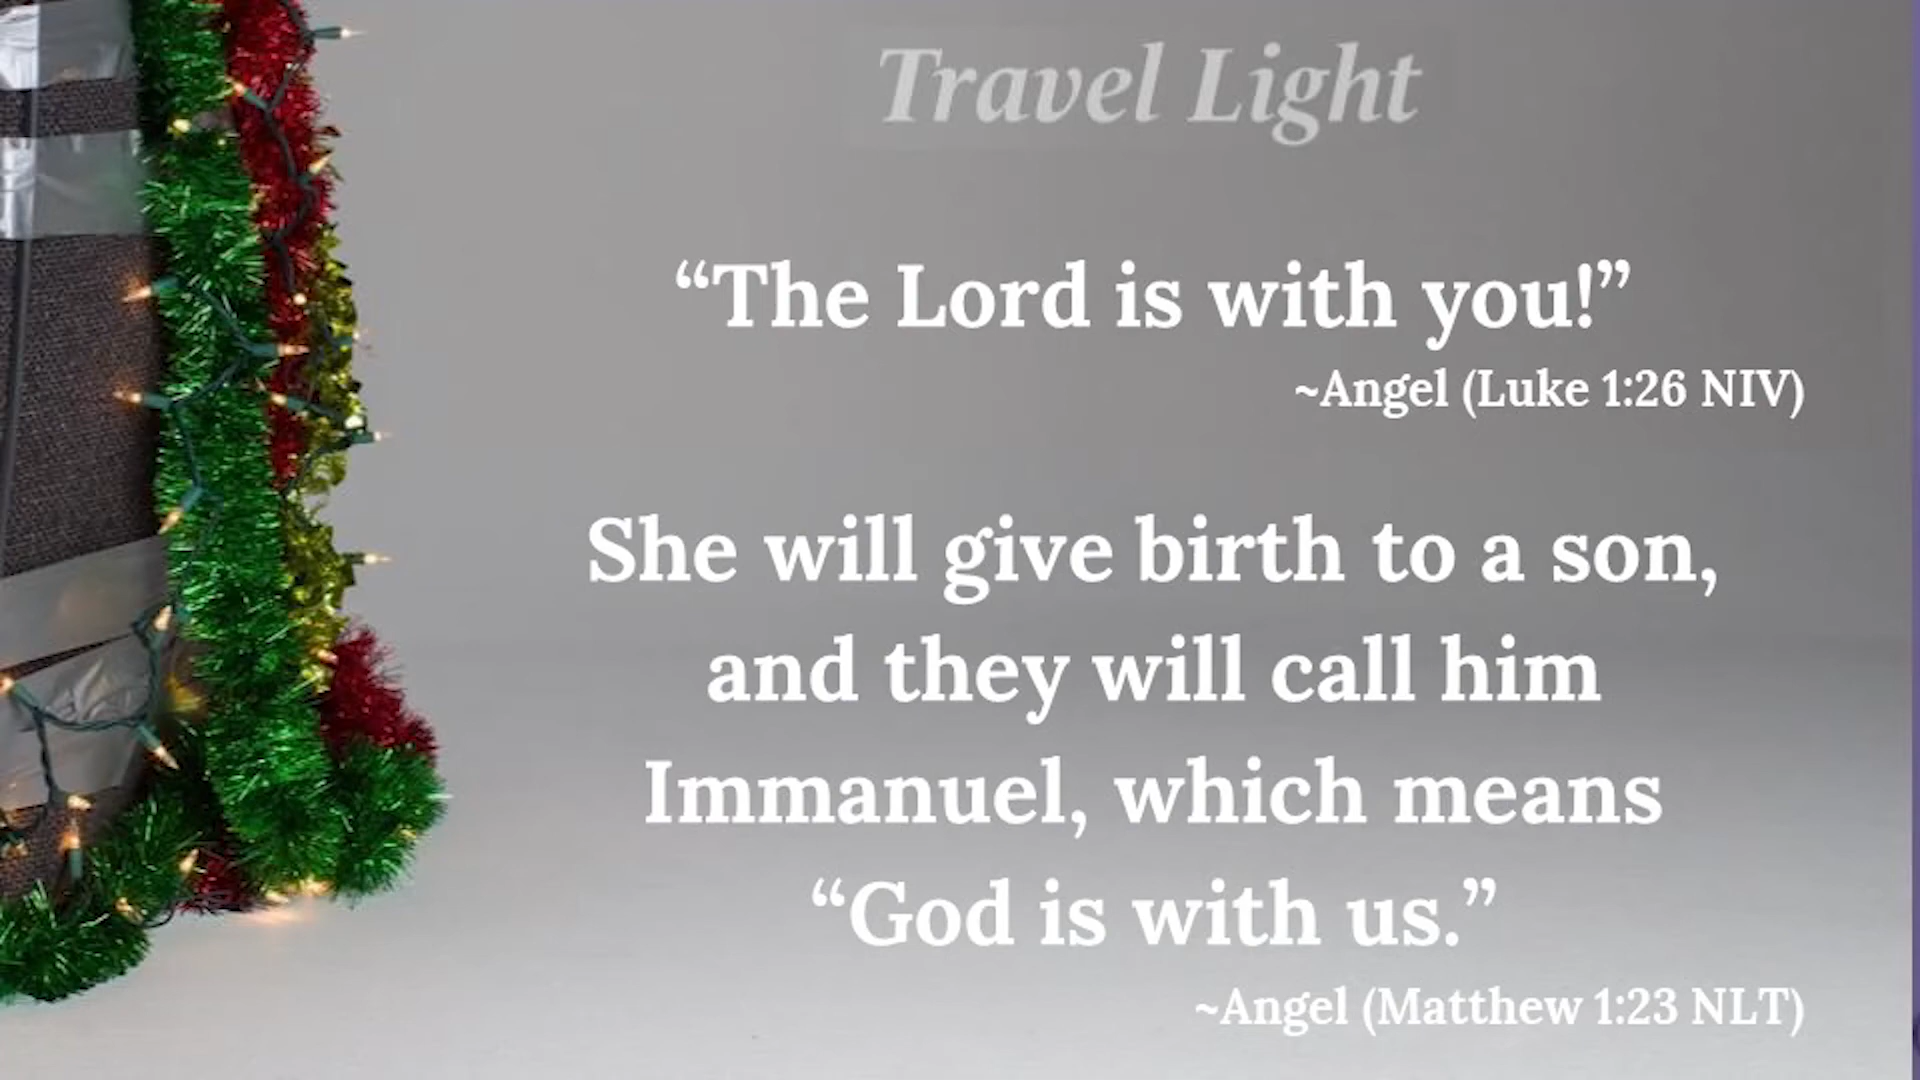 Travel Light
“The Lord is with you!”
~Angel (Luke 1:26 NIV)
She will give birth to a son,
and they will call him
Immanuel, which means
“God is with us.”
~Angel (Matthew 1:23 NLT)